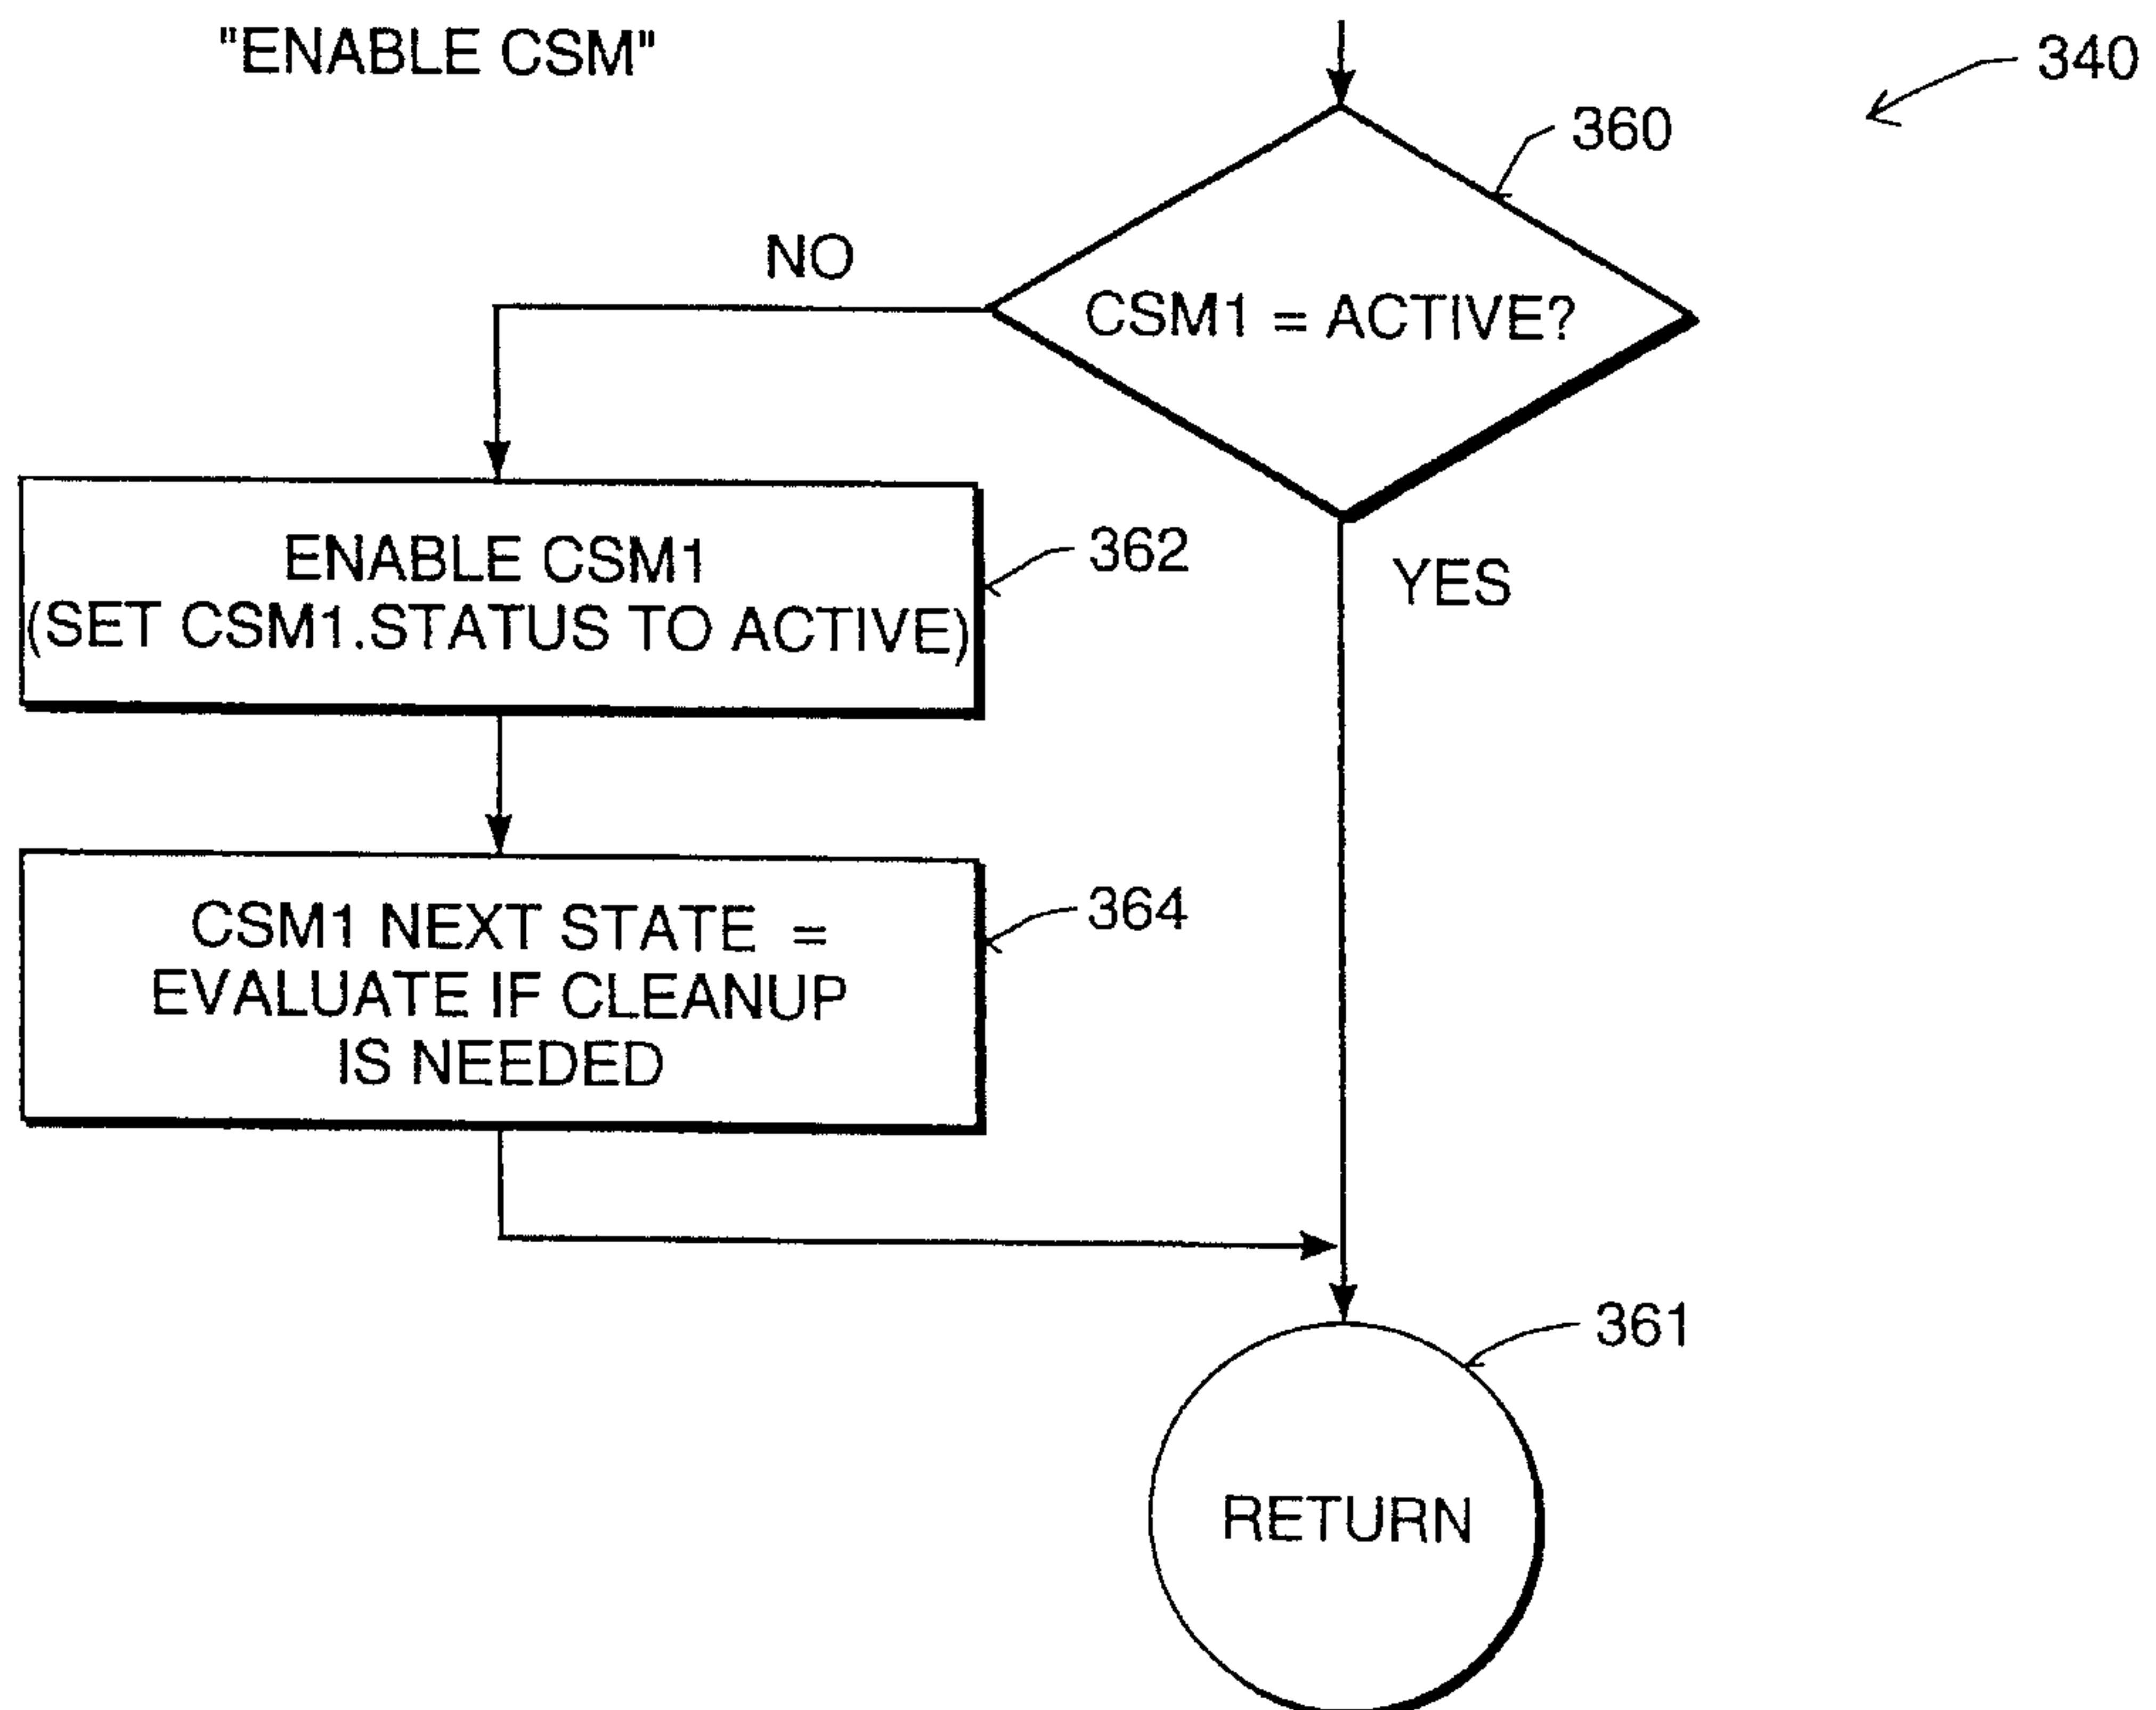 "ENABLE CSM"
340
360
NO
CSM1 = ACTIVE?
ENABLE CSM1
(SET CSM1.STATUS TO ACTIVE)
362
YES
CSM1 NEXT STATE =
EVALUATE IF CLEANUP
IS NEEDED
364
361
RETURN